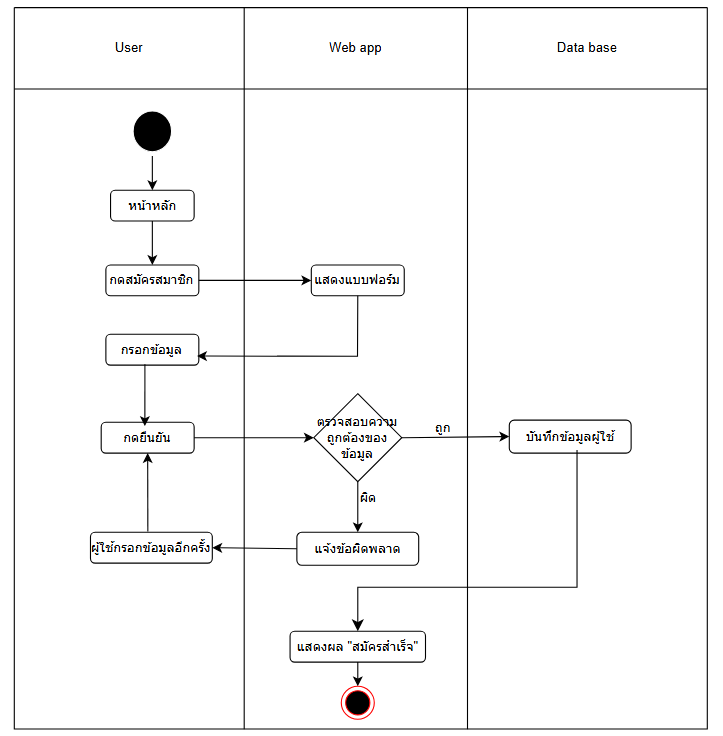 User
Web app
Data base
หน้าหลัก
กดสมัครสมาชิก
แสดงแบบฟอร์ม
กรอกข้อมูล
กดยืนยัน
ตรวจสอบความ
ถูกต้องของ
ข้อมูล
ถูก
บันทึกข้อมูลผู้ใช้
ผิด
ผู้ใช้กรอกข้อมูลอีกครั้ง
แจ้งข้อผิดพลาด
แสดงผล "สมัครสำเร็จ"